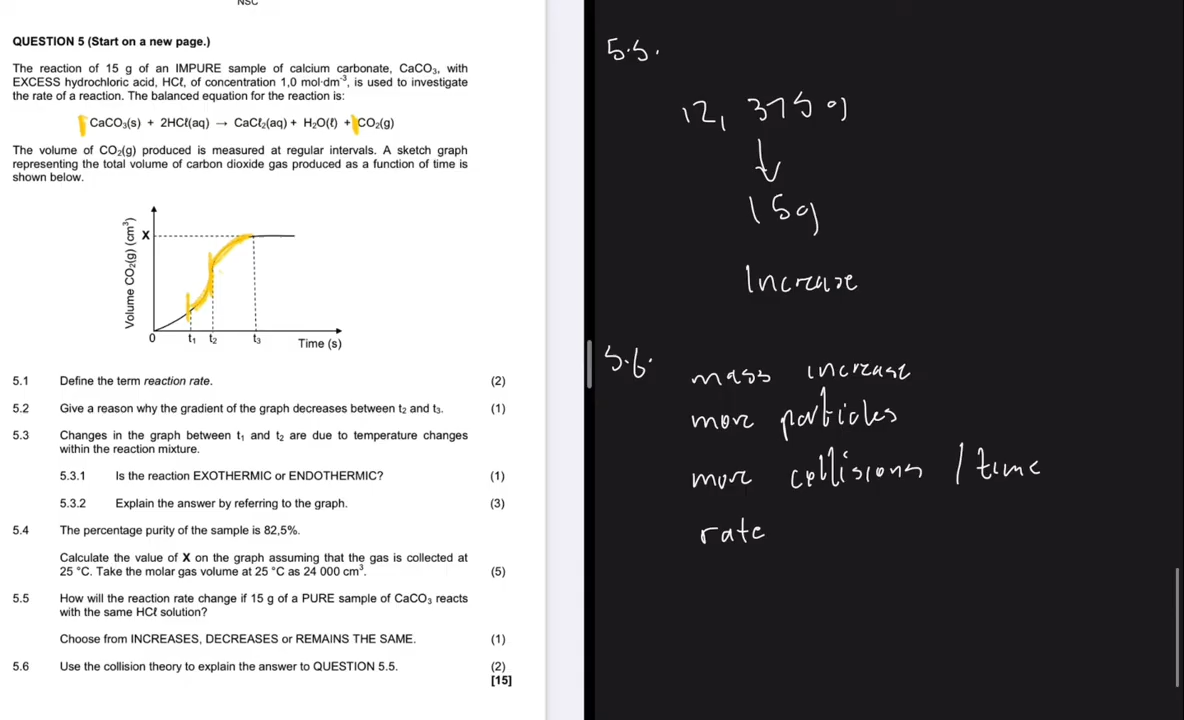 NSC
QUESTION 5 (Start on a new page.)
The reaction of 15 g of an IMPURE sample of calcium carbonate, CaCO₃, with
EXCESS hydrochloric acid, HCℓ, of concentration 1,0 mol·dm⁻³, is used to investigate
the rate of a reaction. The balanced equation for the reaction is:
CaCO₃(s) + 2HCℓ(aq) → CaCℓ₂(aq) + H₂O(ℓ) + CO₂(g)
The volume of CO₂(g) produced is measured at regular intervals. A sketch graph
representing the total volume of carbon dioxide gas produced as a function of time is
shown below.
Volume CO₂(g) (cm³)
X
0 t₁ t₂ t₃ Time (s)
5.1 Define the term reaction rate. (2)
5.2 Give a reason why the gradient of the graph decreases between t₂ and t₃. (1)
5.3 Changes in the graph between t₁ and t₂ are due to temperature changes
within the reaction mixture.
5.3.1 Is the reaction EXOTHERMIC or ENDOTHERMIC? (1)
5.3.2 Explain the answer by referring to the graph. (3)
5.4 The percentage purity of the sample is 82,5%.
Calculate the value of X on the graph assuming that the gas is collected at
25 °C. Take the molar gas volume at 25 °C as 24 000 cm³. (5)
5.5 How will the reaction rate change if 15 g of a PURE sample of CaCO₃ reacts
with the same HCℓ solution?
Choose from INCREASES, DECREASES or REMAINS THE SAME. (1)
5.6 Use the collision theory to explain the answer to QUESTION 5.5. (2)
[15]
5.5.
12, 375 g
↓
15g
Increase
5.6.
mass increase
more particles
more collisions / time
rate